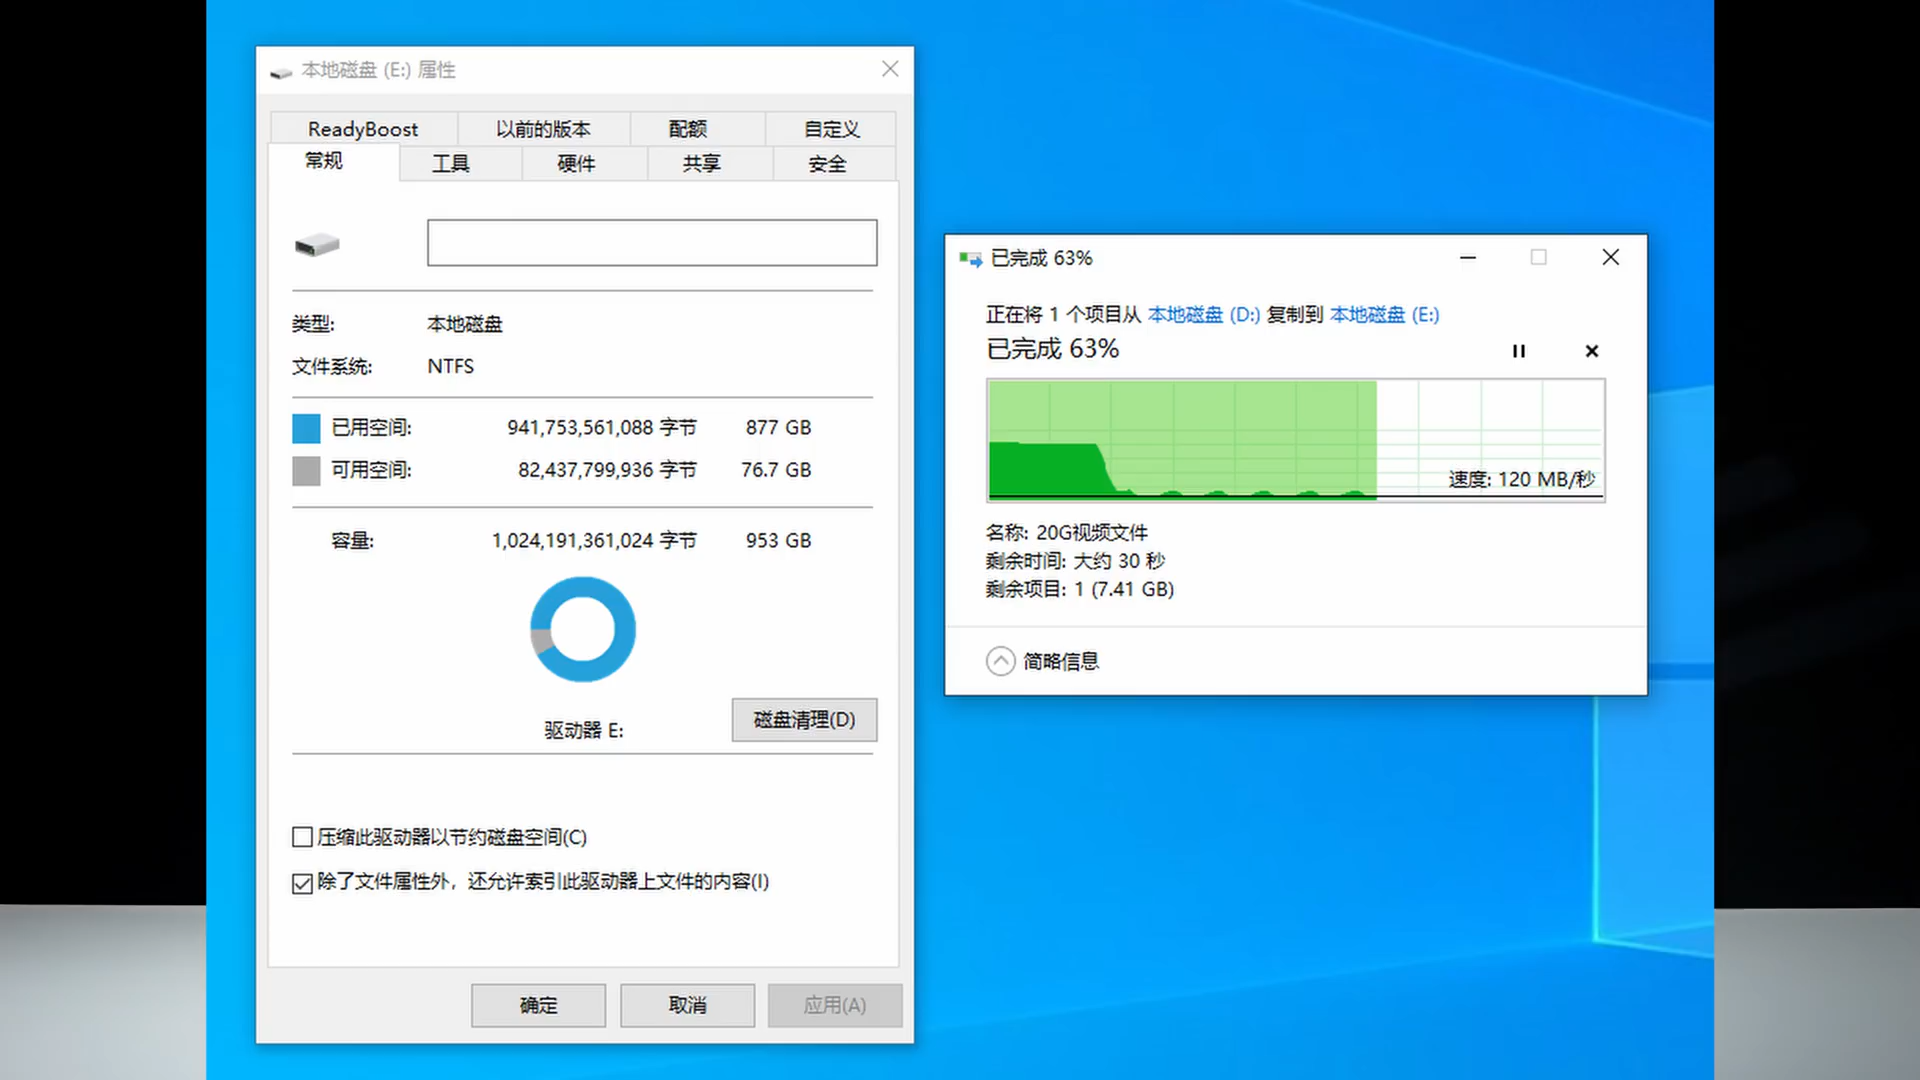 本地磁盘 (E:) 属性
ReadyBoost
以前的版本
配额
自定义
常规
工具
硬件
共享
安全
类型: 本地磁盘
文件系统: NTFS
已用空间: 941,753,561,088 字节 877 GB
可用空间: 82,437,799,936 字节 76.7 GB
容量: 1,024,191,361,024 字节 953 GB
驱动器 E:
磁盘清理(D)
压缩此驱动器以节约磁盘空间(C)
除了文件属性外，还允许索引此驱动器上文件的内容(I)
确定
取消
应用(A)
已完成 63%
正在将 1 个项目从 本地磁盘 (D:) 复制到 本地磁盘 (E:)
已完成 63%
速度: 120 MB/秒
名称: 20G视频文件
剩余时间: 大约 30 秒
剩余项目: 1 (7.41 GB)
简略信息